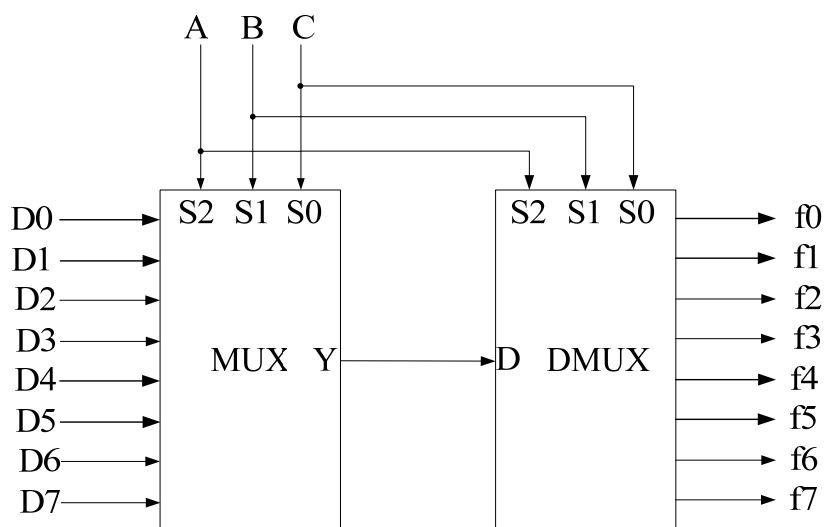 A B C
S2 S1 S0 S2 S1 S0
D0 f0
D1 f1
D2 f2
D3 f3
MUX Y D DMUX
D4 f4
D5 f5
D6 f6
D7 f7